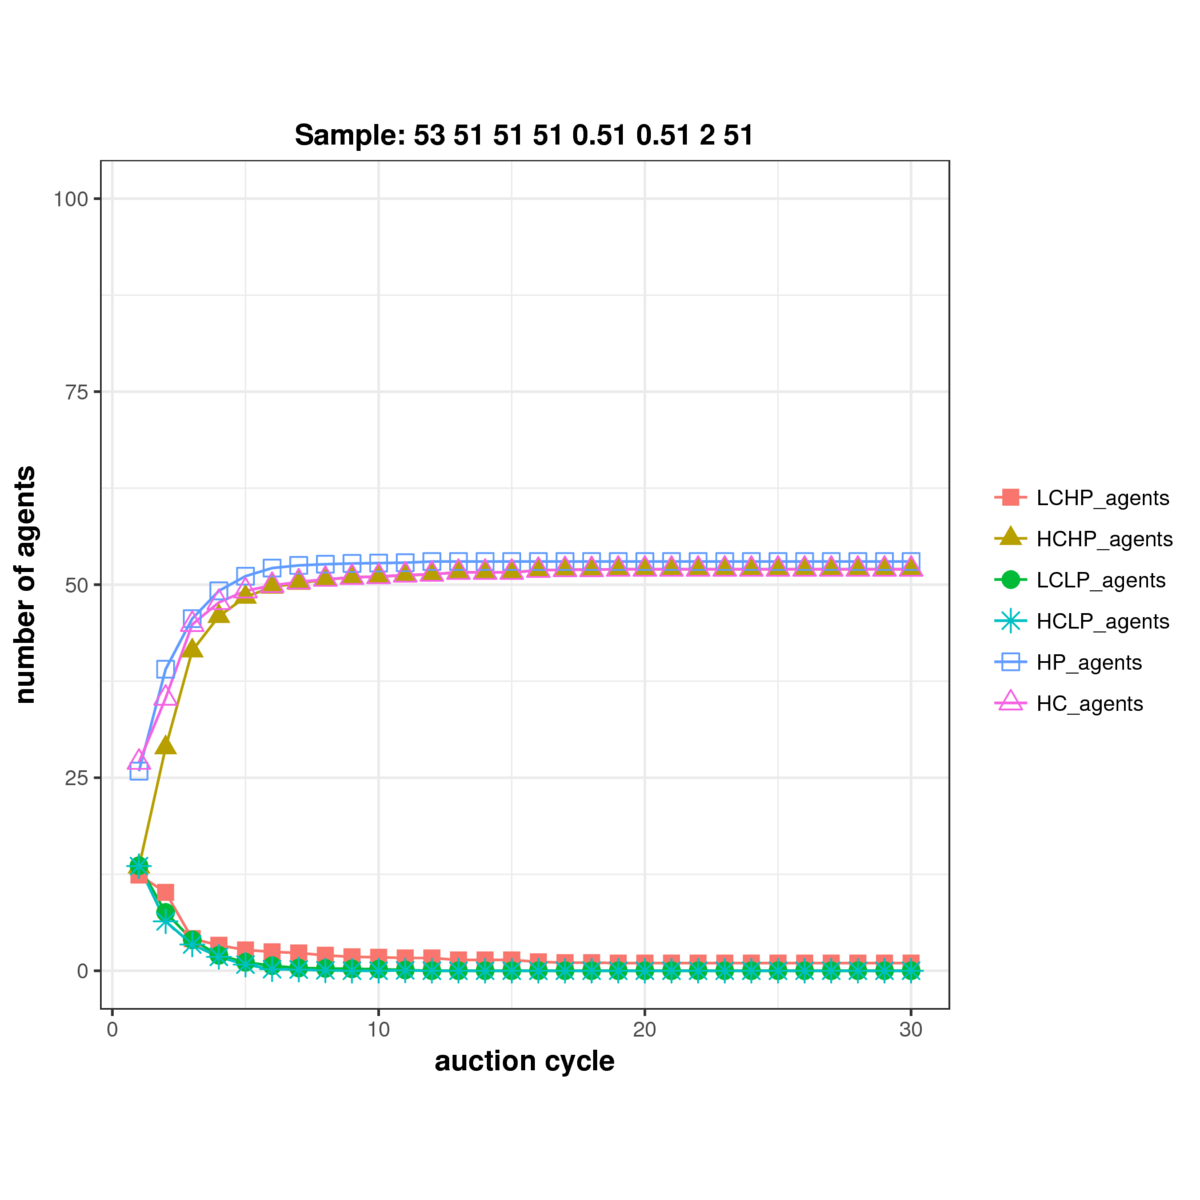 Sample: 53 51 51 51 0.51 0.51 2 51
number of agents
100
75
50
25
0
0 10 20 30
auction cycle
LCHP_agents
HCHP_agents
LCLP_agents
HCLP_agents
HP_agents
HC_agents